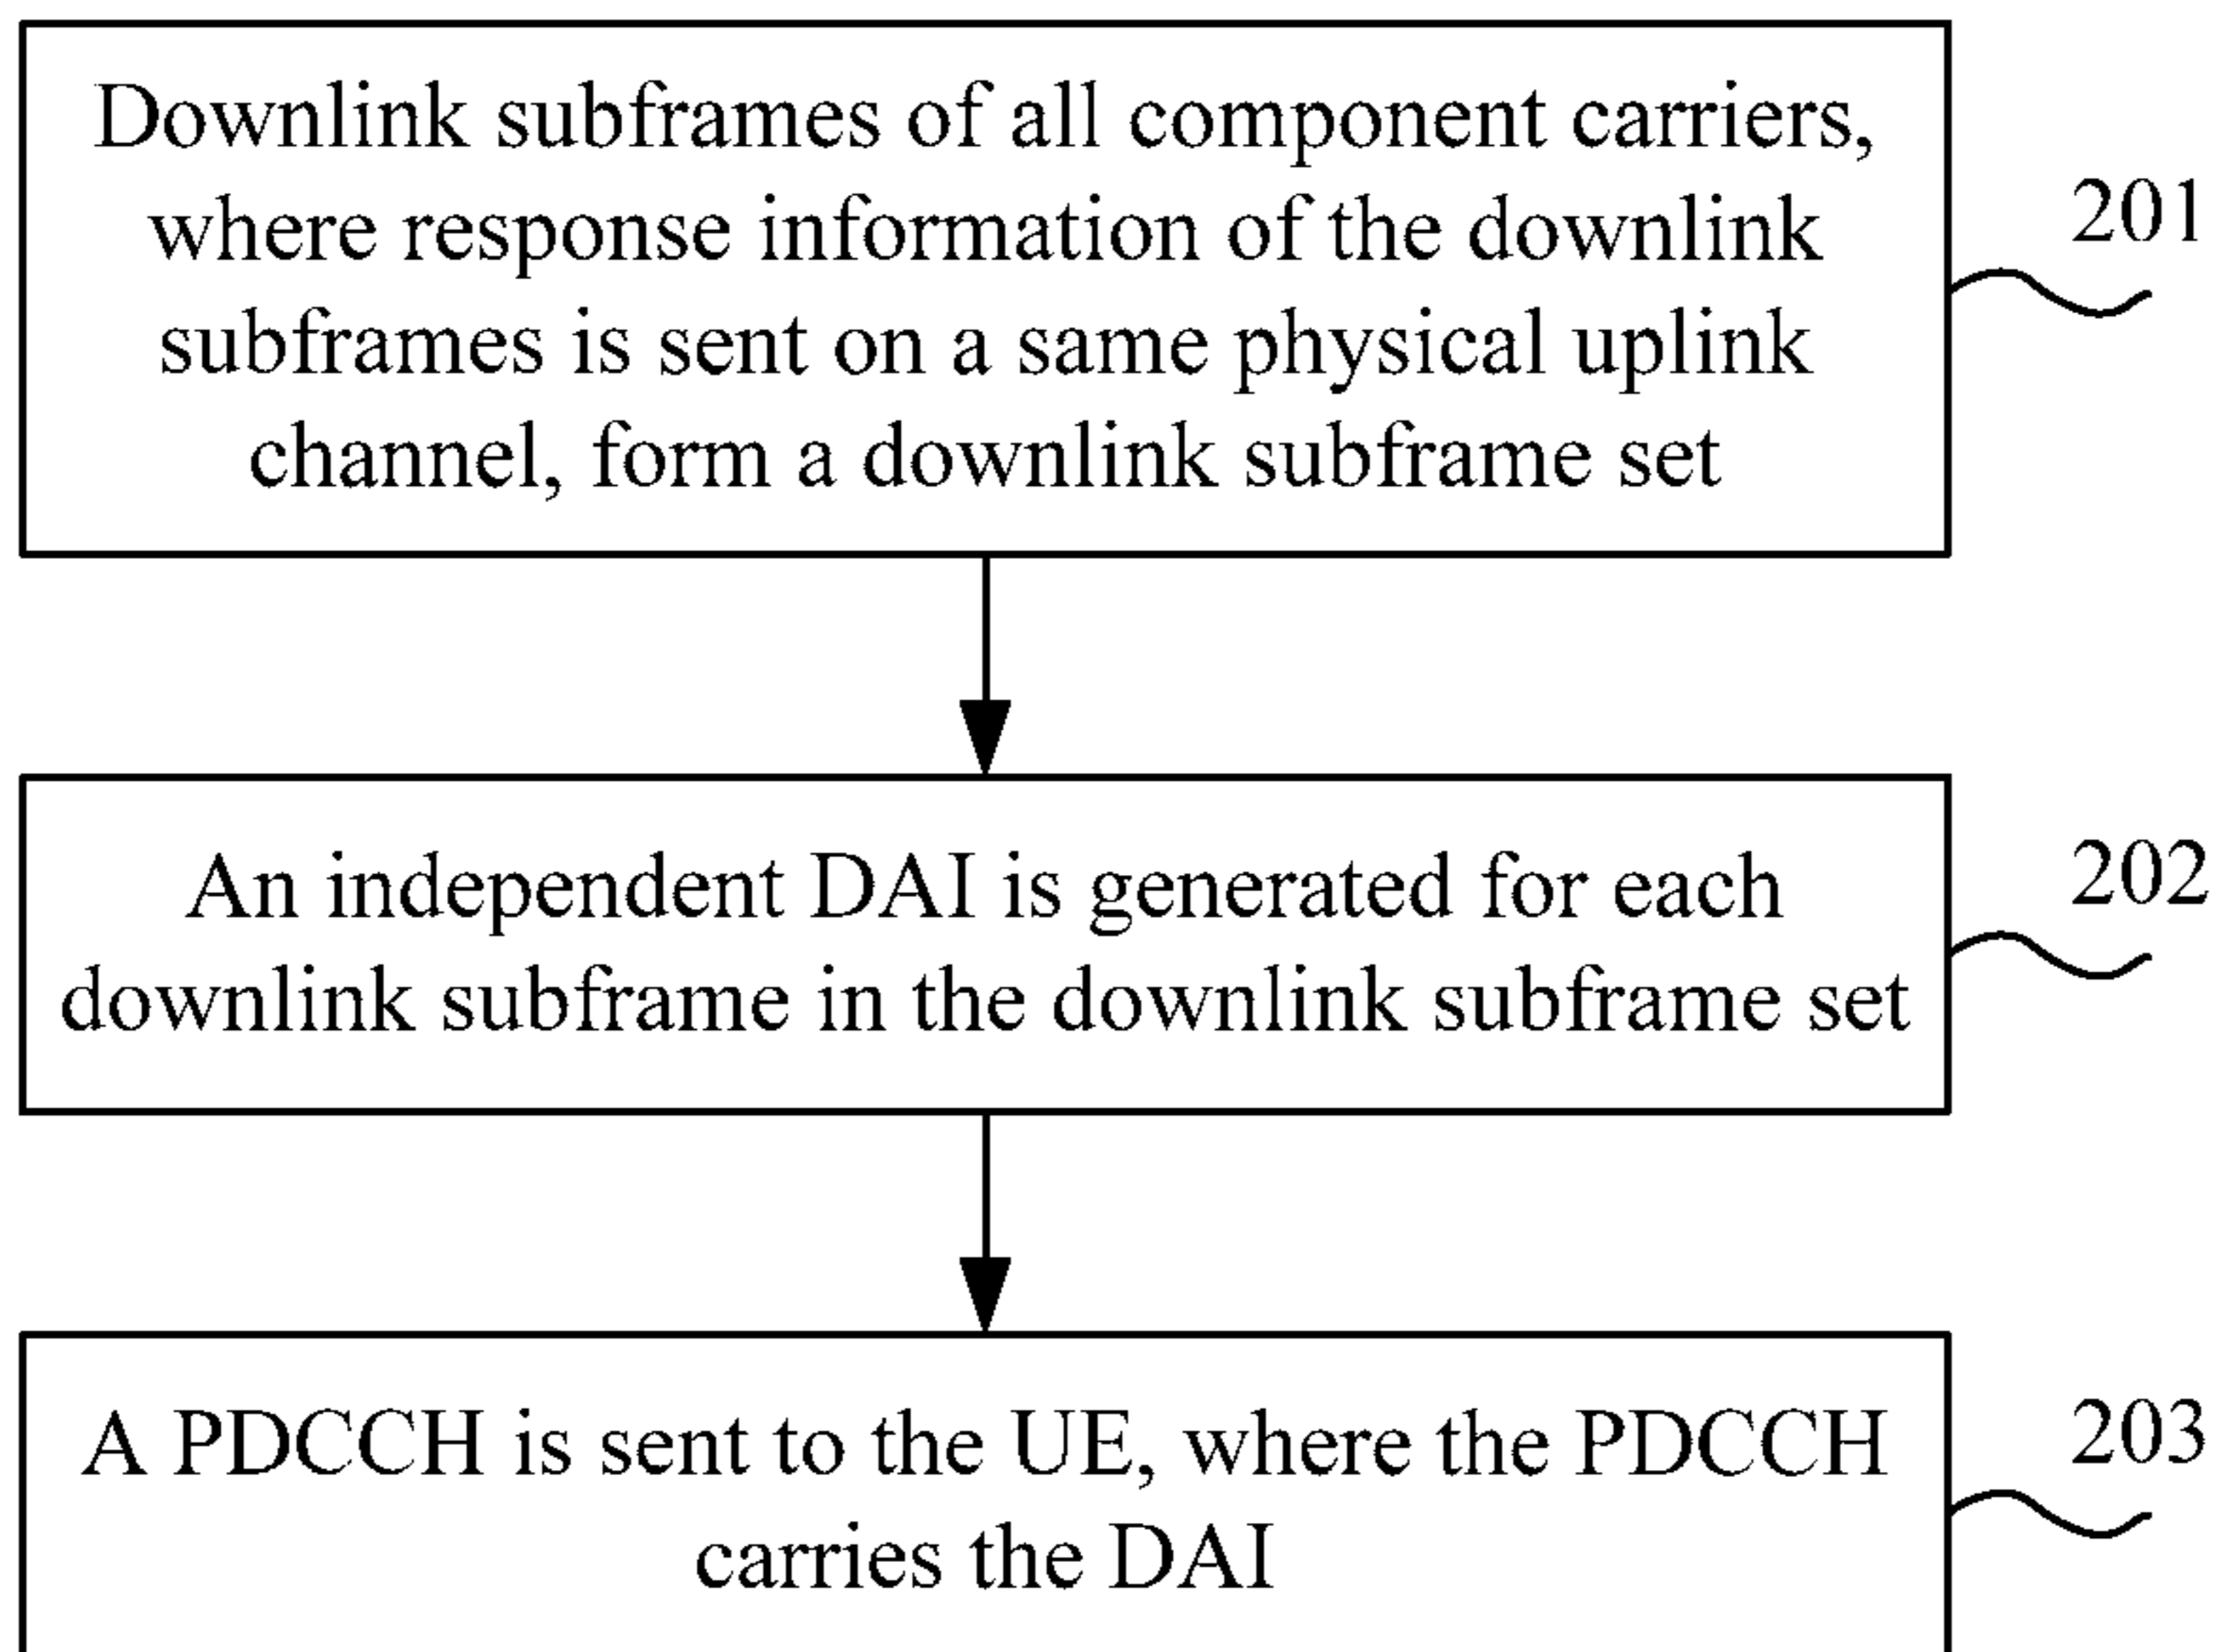 Downlink subframes of all component carriers,
where response information of the downlink
subframes is sent on a same physical uplink
channel, form a downlink subframe set
201
An independent DAI is generated for each
downlink subframe in the downlink subframe set
202
A PDCCH is sent to the UE, where the PDCCH
carries the DAI
203